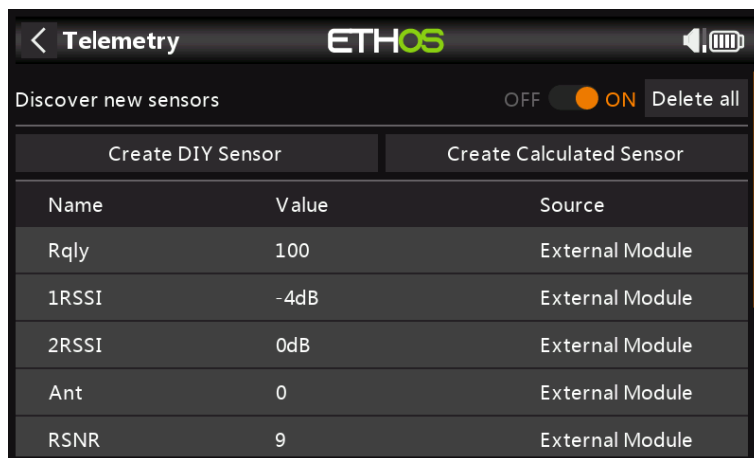 Telemetry ETHOS
Discover new sensors OFF ON Delete all
Create DIY Sensor Create Calculated Sensor
Name Value Source
Rqly 100 External Module
1RSSI -4dB External Module
2RSSI 0dB External Module
Ant 0 External Module
RSNR 9 External Module